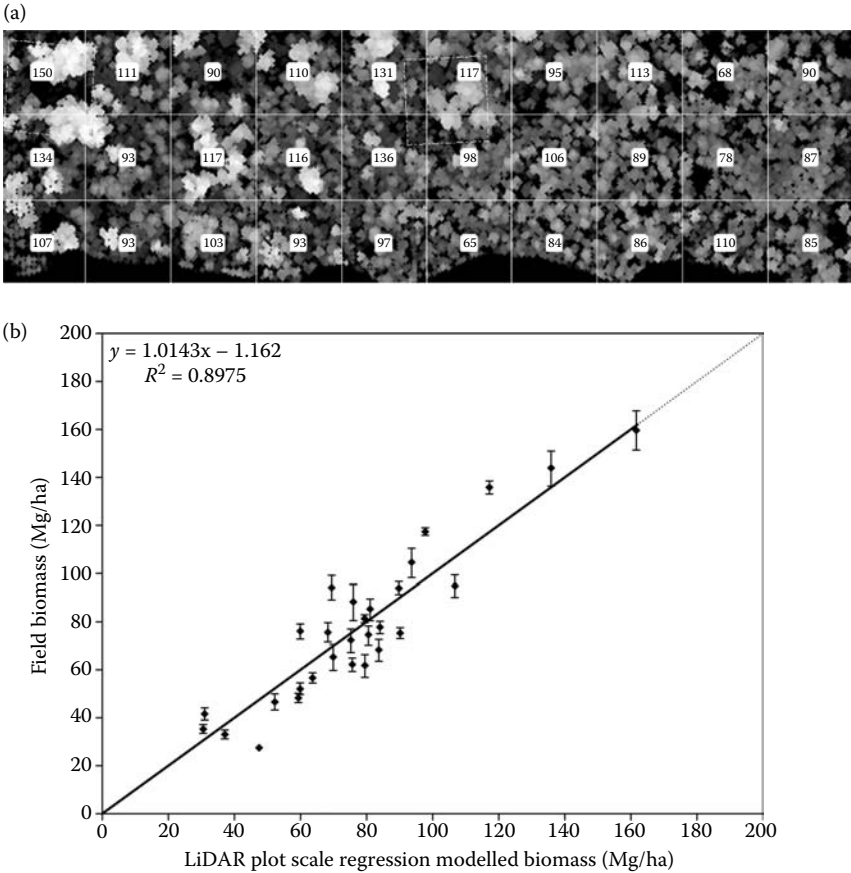 (a)
150 111 90 110 131 117 95 113 68 90
134 93 117 116 136 98 106 89 78 87
107 93 103 93 97 65 84 86 110 85
(b)
y = 1.0143x – 1.162
R² = 0.8975
200
180
160
140
120
100
80
60
40
20
0
Field biomass (Mg/ha)
0 20 40 60 80 100 120 140 160 180 200
LiDAR plot scale regression modelled biomass (Mg/ha)